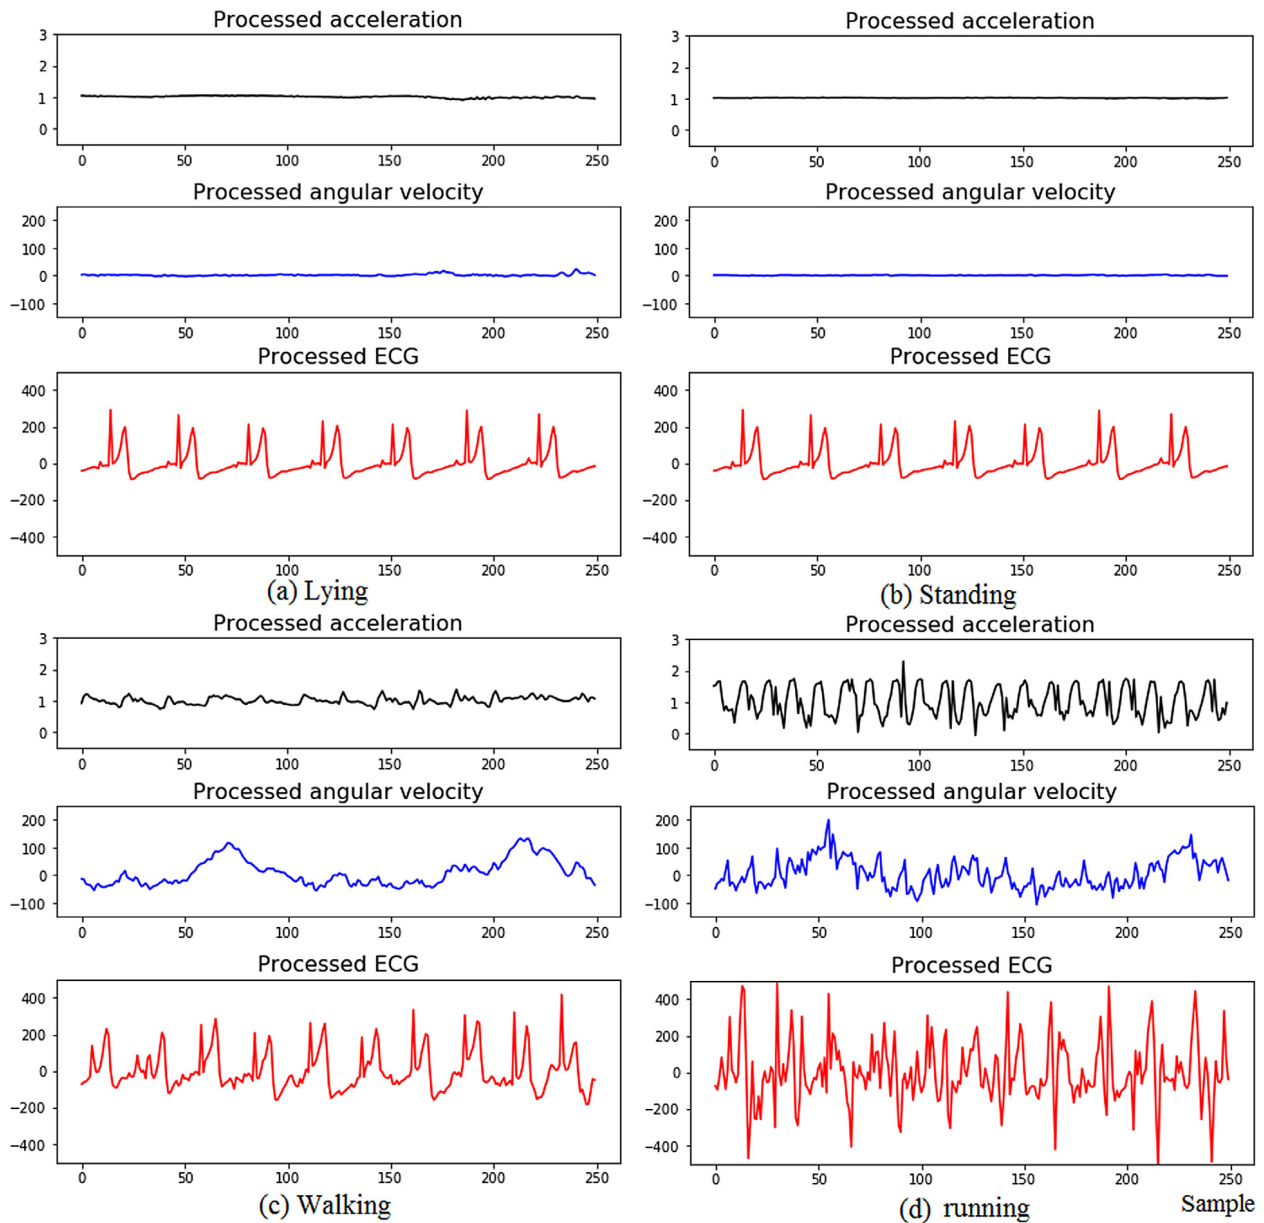 Processed acceleration Processed acceleration
3 3
2 2
1 1
0 0
0 50 100 150 200 250 0 50 100 150 200 250
Processed angular velocity Processed angular velocity
200 200
100 100
0 0
−100 −100
0 50 100 150 200 250 0 50 100 150 200 250
Processed ECG Processed ECG
400 400
200 200
0 0
−200 −200
−400 −400
0 50 100 150 200 250 0 50 100 150 200 250
(a) Lying (b) Standing
Processed acceleration Processed acceleration
3 3
2 2
1 1
0 0
0 50 100 150 200 250 0 50 100 150 200 250
Processed angular velocity Processed angular velocity
200 200
100 100
0 0
−100 −100
0 50 100 150 200 250 0 50 100 150 200 250
Processed ECG Processed ECG
400 400
200 200
0 0
−200 −200
−400 −400
0 50 100 150 200 250 0 50 100 150 200 250
(c) Walking (d) running Sample